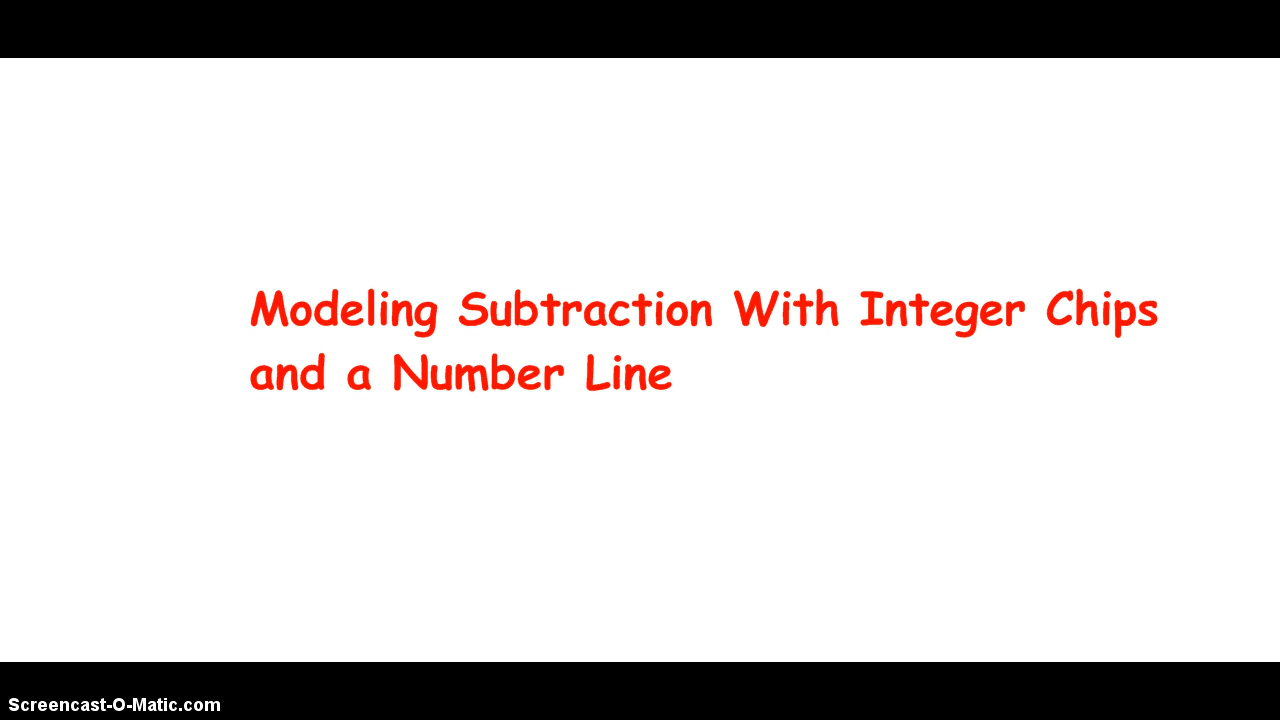 Modeling Subtraction With Integer Chips
and a Number Line
Screencast-O-Matic.com